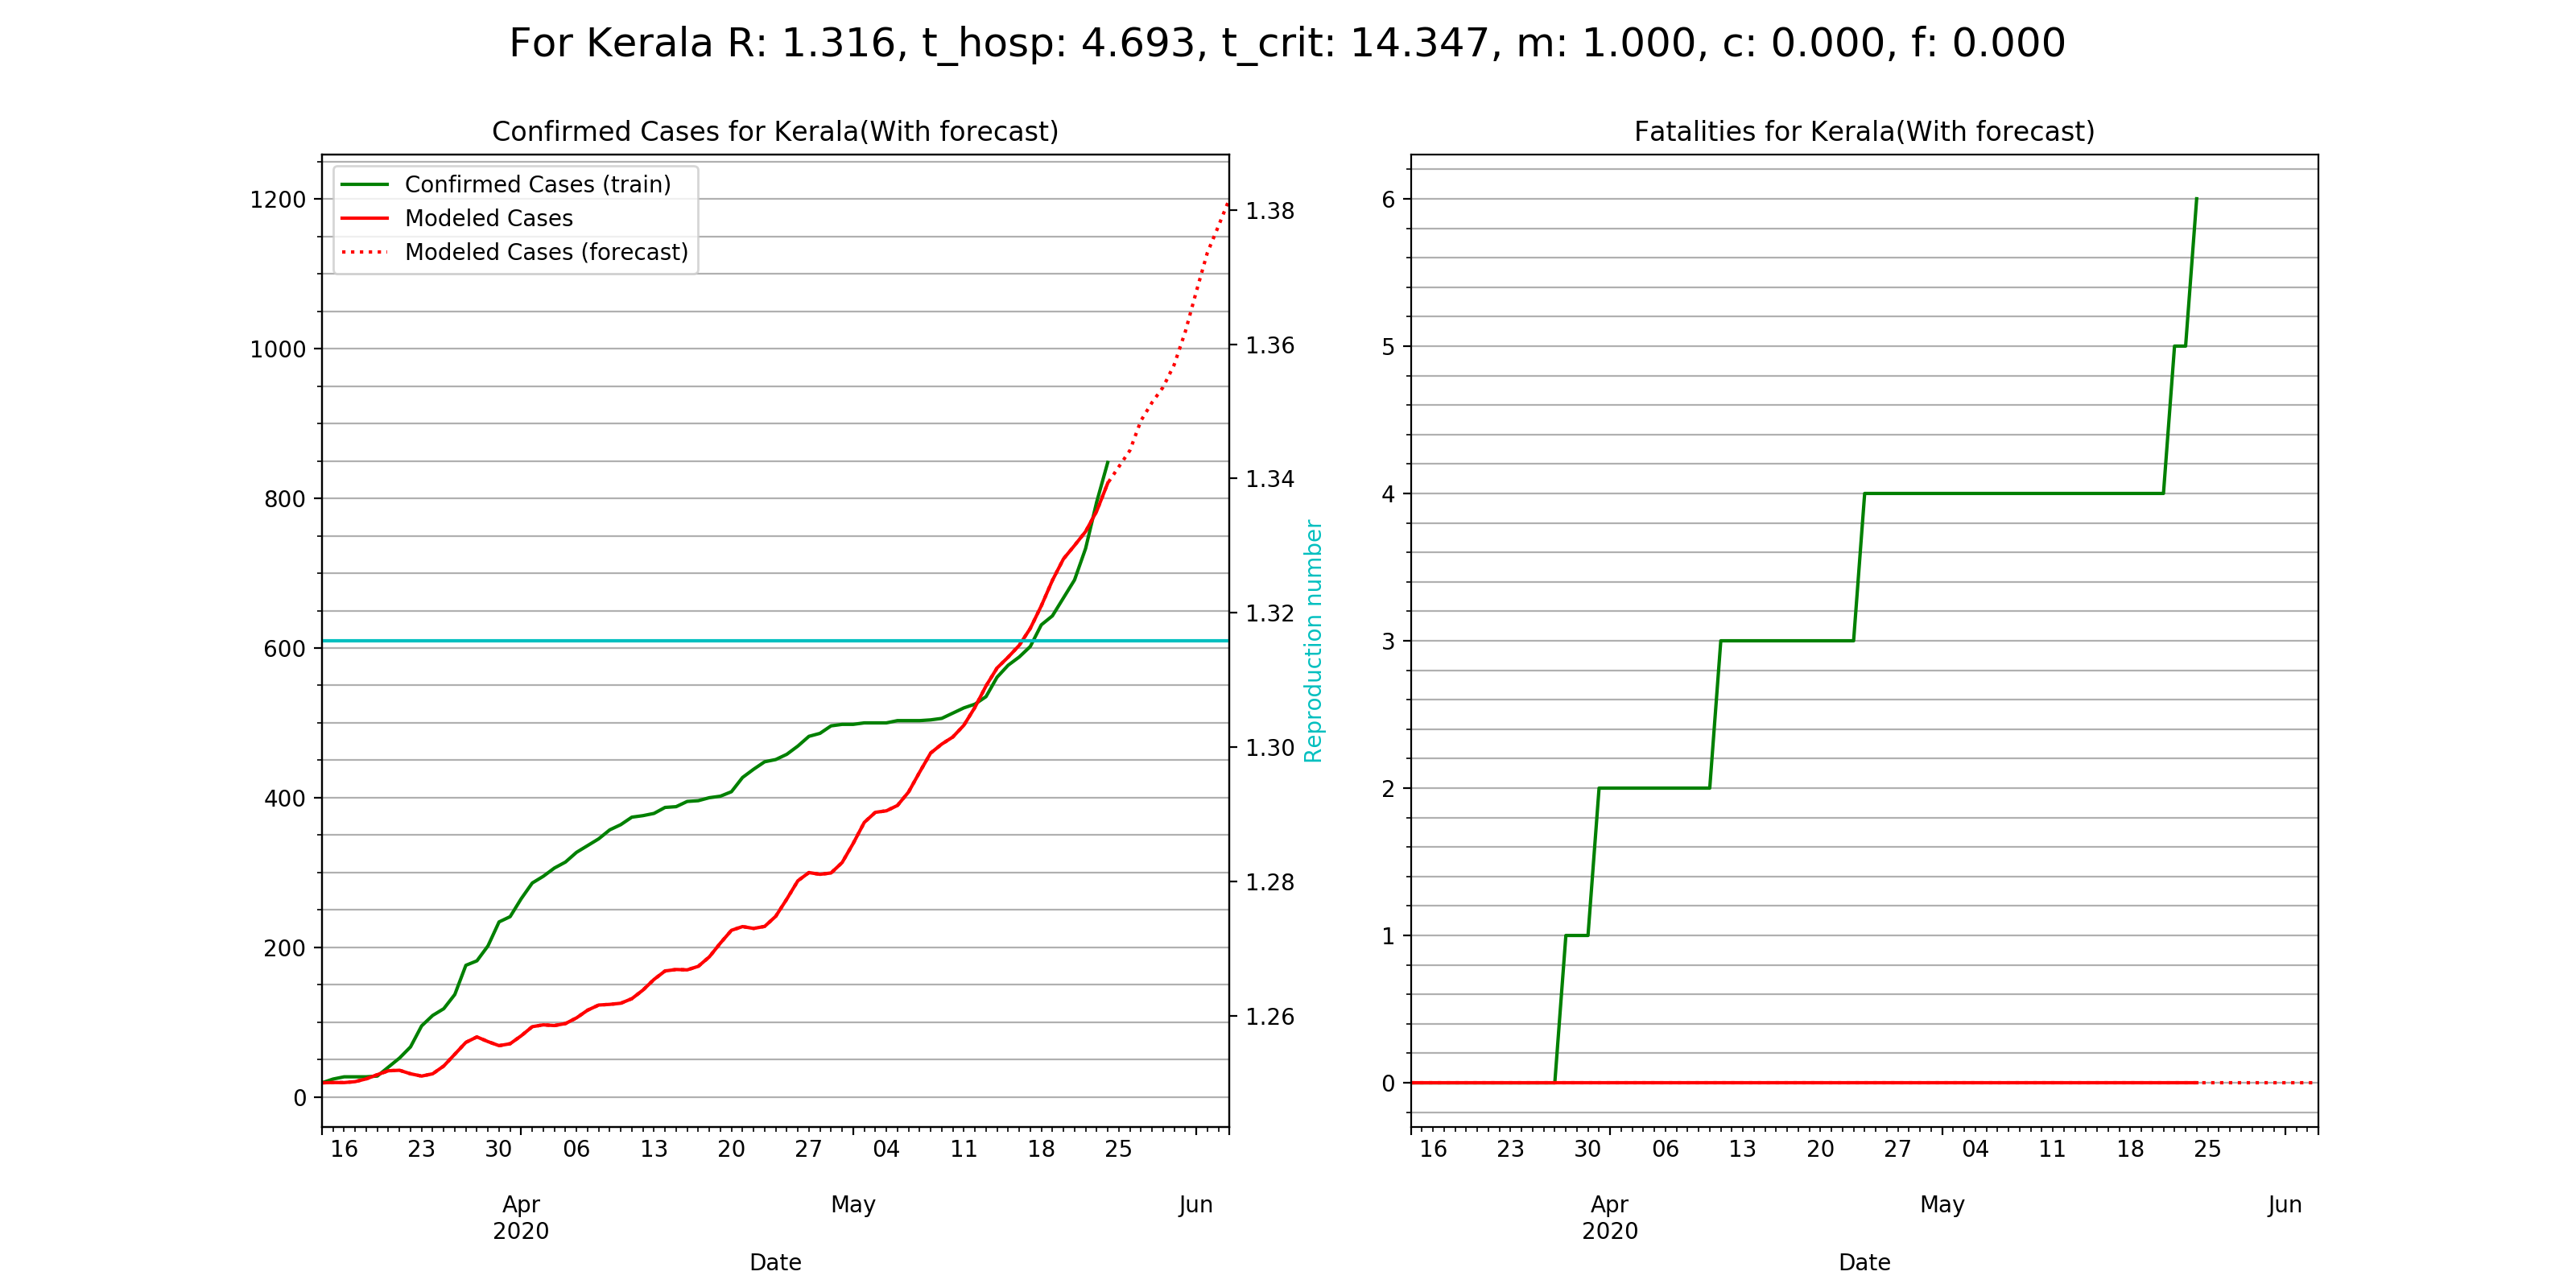 For Kerala R: 1.316, t_hosp: 4.693, t_crit: 14.347, m: 1.000, c: 0.000, f: 0.000
Confirmed Cases for Kerala(With forecast)
Confirmed Cases (train)
Modeled Cases
Modeled Cases (forecast)
1200
1000
800
600
400
200
0
1.38
1.36
1.34
1.32
1.30
1.28
1.26
Reproduction number
16 23 30 06 13 20 27 04 11 18 25
Apr May Jun
2020
Date
Fatalities for Kerala(With forecast)
6
5
4
3
2
1
0
16 23 30 06 13 20 27 04 11 18 25
Apr May Jun
2020
Date